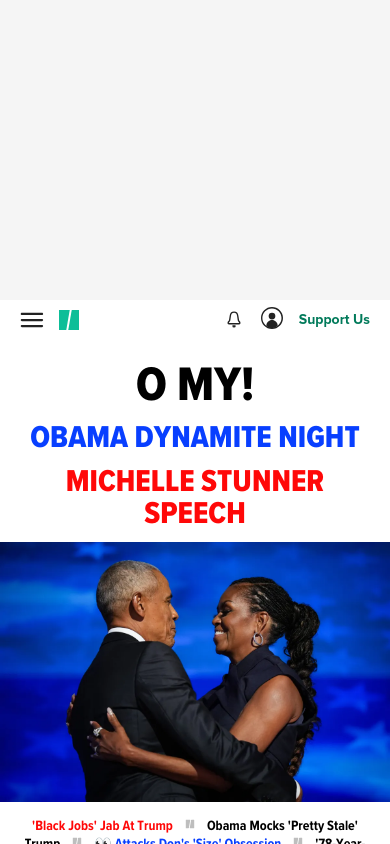 Support Us
O MY!
OBAMA DYNAMITE NIGHT
MICHELLE STUNNER
SPEECH
'Black Jobs' Jab At Trump " Obama Mocks 'Pretty Stale'
Trump " 👀 Attacks Don's 'Size' Obsession " '78 Year